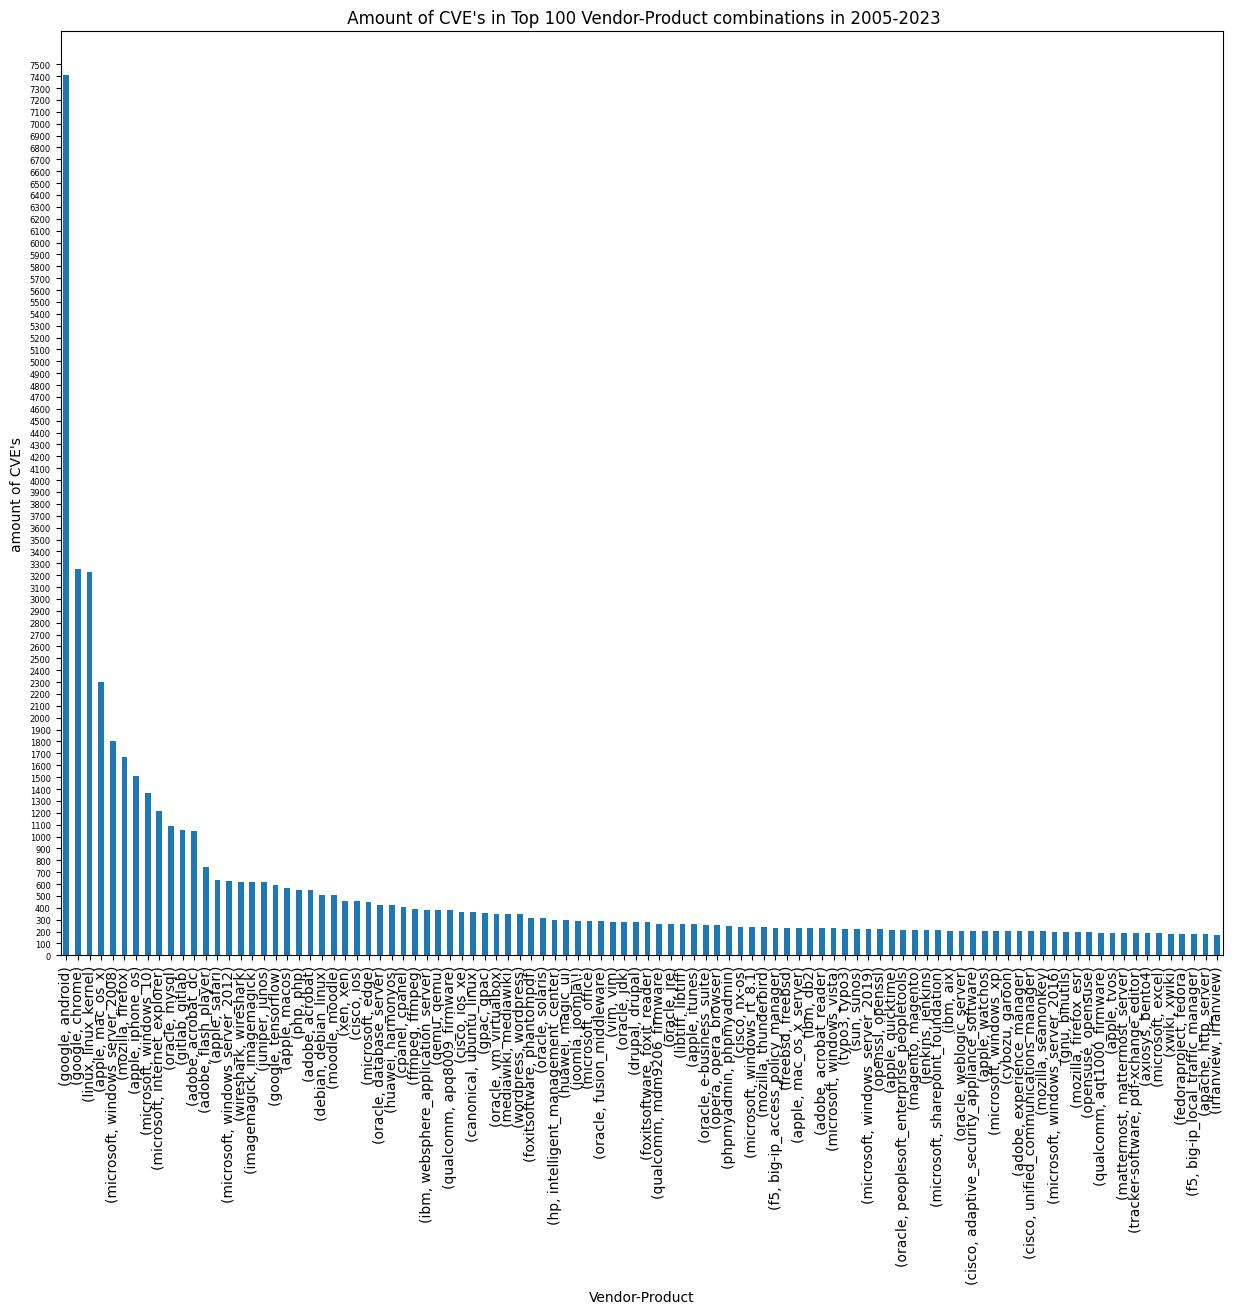 Amount of CVE's in Top 100 Vendor-Product combinations in 2005-2023
amount of CVE's
7500
7400
7300
7200
7100
7000
6900
6800
6700
6600
6500
6400
6300
6200
6100
6000
5900
5800
5700
5600
5500
5400
5300
5200
5100
5000
4900
4800
4700
4600
4500
4400
4300
4200
4100
4000
3900
3800
3700
3600
3500
3400
3300
3200
3100
3000
2900
2800
2700
2600
2500
2400
2300
2200
2100
2000
1900
1800
1700
1600
1500
1400
1300
1200
1100
1000
900
800
700
600
500
400
300
200
100
0
(google, android)
(google, chrome)
(linux, linux_kernel)
(apple, mac_os_x)
(microsoft, windows_server_2008)
(mozilla, firefox)
(apple, iphone_os)
(microsoft, windows_10)
(microsoft, internet_explorer)
(oracle, mysql)
(gitlab, gitlab)
(adobe, acrobat_dc)
(adobe, flash_player)
(apple, safari)
(microsoft, windows_server_2012)
(wireshark, wireshark)
(imagemagick, imagemagick)
(juniper, junos)
(google, tensorflow)
(apple, macos)
(php, php)
(adobe, acrobat)
(debian, debian_linux)
(moodle, moodle)
(xen, xen)
(cisco, ios)
(microsoft, edge)
(oracle, database_server)
(huawei, harmonyos)
(cpanel, cpanel)
(ffmpeg, ffmpeg)
(ibm, websphere_application_server)
(qemu, qemu)
(qualcomm, apq8009_firmware)
(cisco, ios_xe)
(canonical, ubuntu_linux)
(gpac, gpac)
(oracle, vm_virtualbox)
(mediawiki, mediawiki)
(wordpress, wordpress)
(foxitsoftware, phantompdf)
(oracle, solaris)
(hp, intelligent_management_center)
(huawei, magic_ui)
(joomla, joomla\!)
(microsoft, office)
(oracle, fusion_middleware)
(vim, vim)
(oracle, jdk)
(drupal, drupal)
(foxitsoftware, foxit_reader)
(qualcomm, mdm9206_firmware)
(oracle, jre)
(libtiff, libtiff)
(apple, itunes)
(oracle, e-business_suite)
(opera, opera_browser)
(phpmyadmin, phpmyadmin)
(cisco, nx-os)
(microsoft, windows_rt_8.1)
(mozilla, thunderbird)
(f5, big-ip_access_policy_manager)
(freebsd, freebsd)
(apple, mac_os_x_server)
(ibm, db2)
(adobe, acrobat_reader)
(microsoft, windows_vista)
(typo3, typo3)
(sun, sunos)
(microsoft, windows_server_2019)
(openssl, openssl)
(apple, quicktime)
(oracle, peoplesoft_enterprise_peopletools)
(magento, magento)
(jenkins, jenkins)
(microsoft, sharepoint_foundation)
(ibm, aix)
(oracle, weblogic_server)
(cisco, adaptive_security_appliance_software)
(apple, watchos)
(microsoft, windows_xp)
(cybozu, garoon)
(adobe, experience_manager)
(cisco, unified_communications_manager)
(mozilla, seamonkey)
(microsoft, windows_server_2016)
(gnu, binutils)
(mozilla, firefox_esr)
(opensuse, opensuse)
(qualcomm, aqt1000_firmware)
(apple, tvos)
(mattermost, mattermost_server)
(tracker-software, pdf-xchange_editor)
(axiosys, bento4)
(microsoft, excel)
(xwiki, xwiki)
(fedoraproject, fedora)
(f5, big-ip_local_traffic_manager)
(apache, http_server)
(irfanview, irfanview)
Vendor-Product